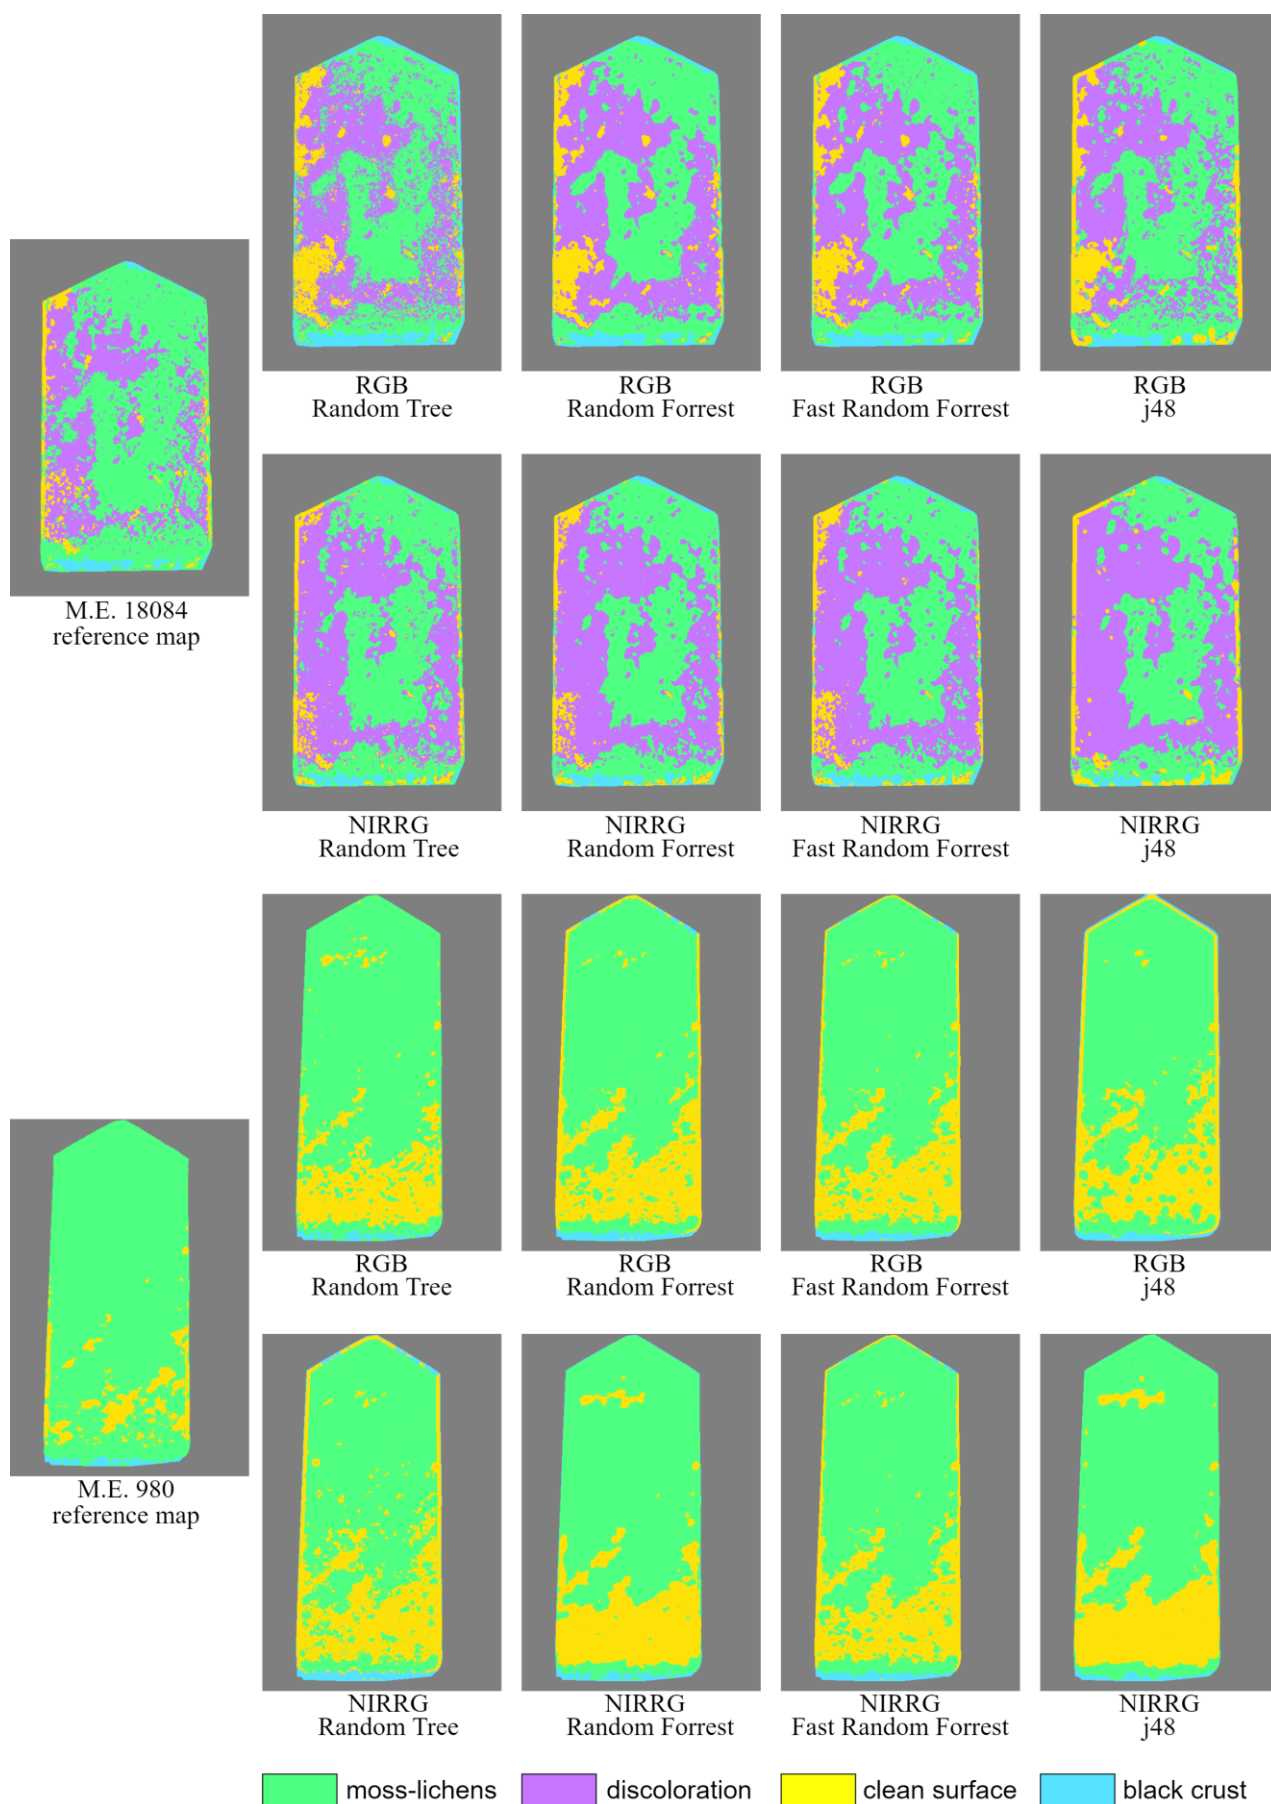 RGB
Random Tree
RGB
Random Forrest
RGB
Fast Random Forrest
RGB
j48
M.E. 18084
reference map
NIRRG
Random Tree
NIRRG
Random Forrest
NIRRG
Fast Random Forrest
NIRRG
j48
RGB
Random Tree
RGB
Random Forrest
RGB
Fast Random Forrest
RGB
j48
M.E. 980
reference map
NIRRG
Random Tree
NIRRG
Random Forrest
NIRRG
Fast Random Forrest
NIRRG
j48
moss-lichens
discoloration
clean surface
black crust